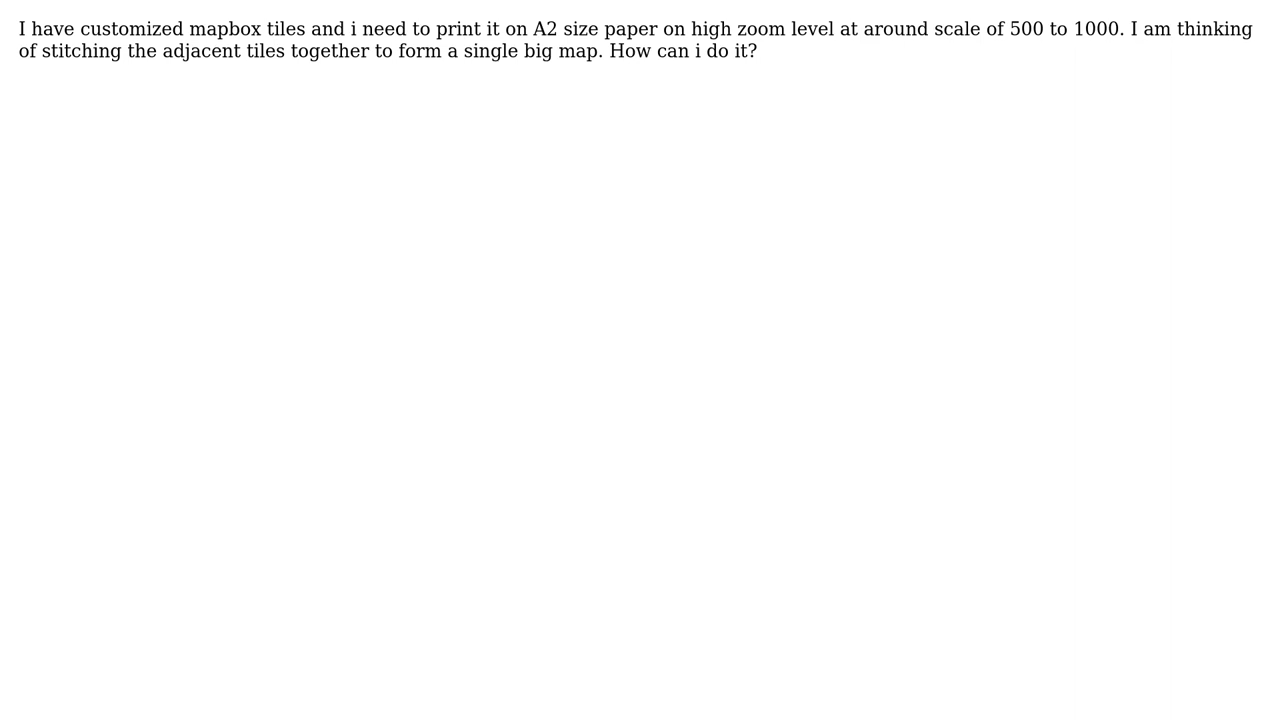 I have customized mapbox tiles and i need to print it on A2 size paper on high zoom level at around scale of 500 to 1000. I am thinking
of stitching the adjacent tiles together to form a single big map. How can i do it?